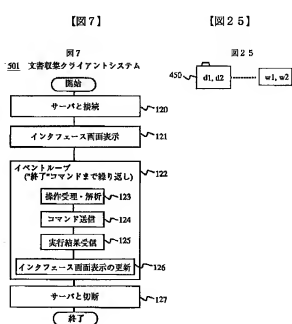 【図7】
図7
501 文書収集クライアントシステム
開始
サーバと接続
120
インタフェース画面表示
121
イベントループ
("終了"コマンドまで繰り返し)
122
操作受理・解析
123
コマンド送信
124
実行結果受信
125
インタフェース画面表示の更新
126
サーバと切断
127
終了
【図25】
図25
450
d1, d2
w1, w2